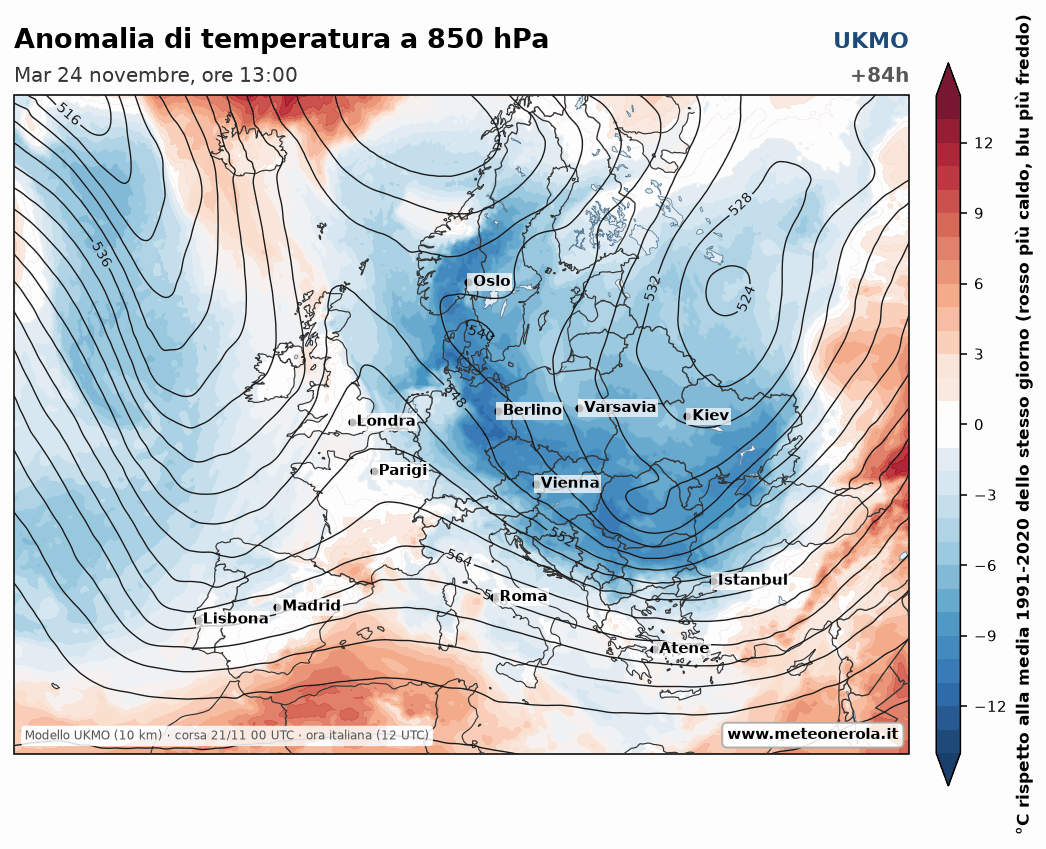 Anomalia di temperatura a 850 hPa
UKMO
Mar 24 novembre, ore 13:00
+84h
516
536
528
532
524
540
548
552
564
Oslo
Berlino
Varsavia
Kiev
Londra
Parigi
Vienna
Istanbul
Roma
Madrid
Lisbona
Atene
Modello UKMO (10 km) · corsa 21/11 00 UTC · ora italiana (12 UTC)
www.meteonerola.it
12
9
6
3
0
−3
−6
−9
−12
°C rispetto alla media 1991-2020 dello stesso giorno (rosso più caldo, blu più freddo)